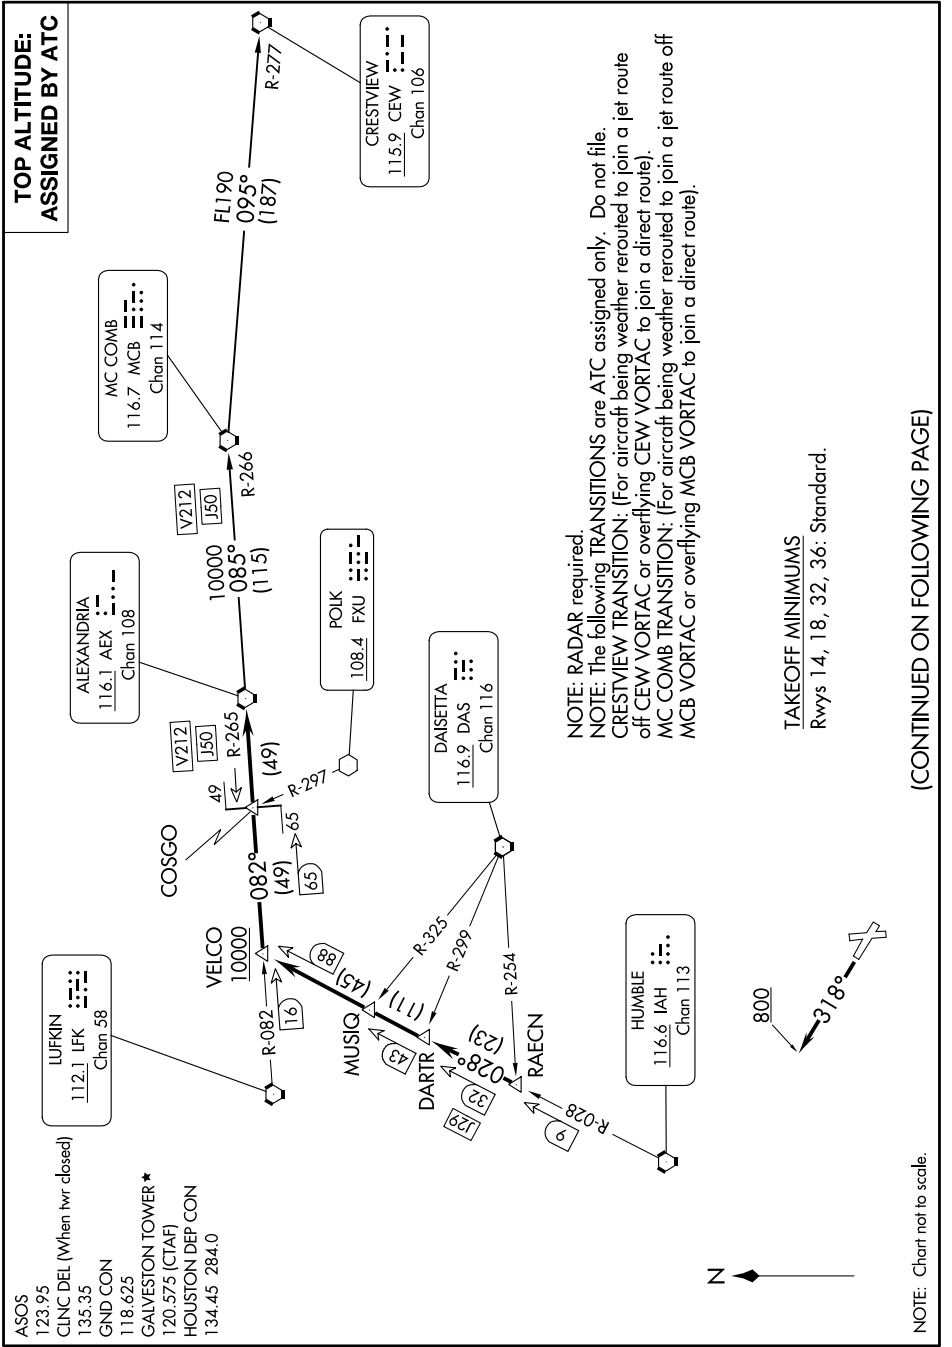 TOP ALTITUDE:
ASSIGNED BY ATC
ASOS
123.95
CLNC DEL (When twr closed)
135.35
GND CON
118.625
GALVESTON TOWER★
120.575 (CTAF)
HOUSTON DEP CON
134.45 284.0
LUFKIN
112.1 LFK
Chan 58
ALEXANDRIA
116.1 AEX
Chan 108
MC COMB
116.7 MCB
Chan 114
CRESTVIEW
115.9 CEW
Chan 106
R-277
FL190
095°
(187)
V212
J50
R-266
10000
085°
(115)
V212
J50
R-265
(49)
49
COSGO
65
65
R-297
POLK
108.4 FXU
082°
(49)
VELCO
10000
R-082
16
88
(45)
MUSIQ
43
(11)
DARTR
028°
(23)
32
J29
RAECN
9
R-028
R-325
R-299
R-254
DAISETTA
116.9 DAS
Chan 116
HUMBLE
116.6 IAH
Chan 113
800
318°
N
NOTE: RADAR required.
NOTE: The following TRANSITIONS are ATC assigned only. Do not file.
CRESTVIEW TRANSITION: (For aircraft being weather rerouted to join a jet route
off CEW VORTAC or overflying CEW VORTAC to join a direct route).
MC COMB TRANSITION: (For aircraft being weather rerouted to join a jet route off
MCB VORTAC or overflying MCB VORTAC to join a direct route).
TAKEOFF MINIMUMS
Rwys 14, 18, 32, 36: Standard.
(CONTINUED ON FOLLOWING PAGE)
NOTE: Chart not to scale.